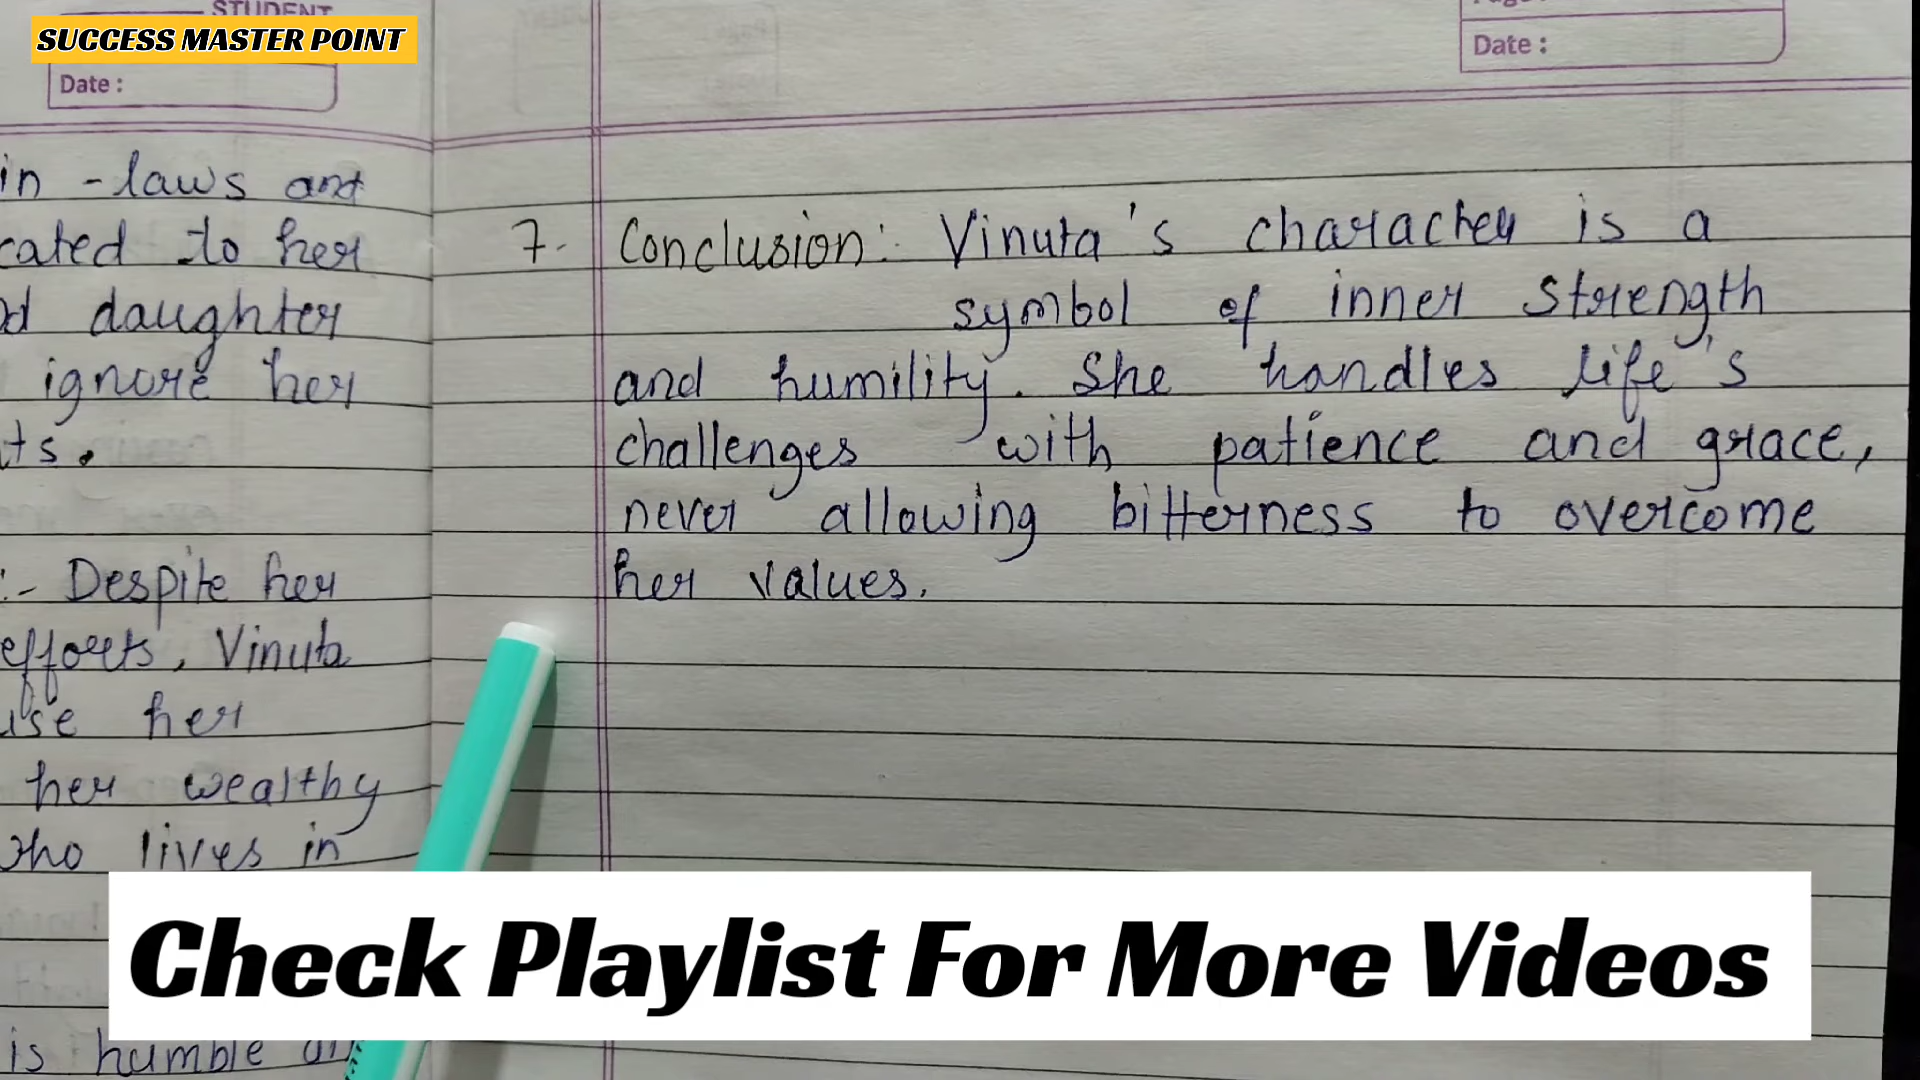 STUDENT
SUCCESS MASTER POINT
Date :
in - laws and
cated to her
d daughter
ignore her
ts.
:- Despite her
efforts, Vinuta
use her
her wealthy
who lives in
is humble
Date :
7. Conclusion: Vinuta's character is a
symbol of inner strength
and humility. She handles life's
challenges with patience and grace,
never allowing bitterness to overcome
her values.
Check Playlist For More Videos